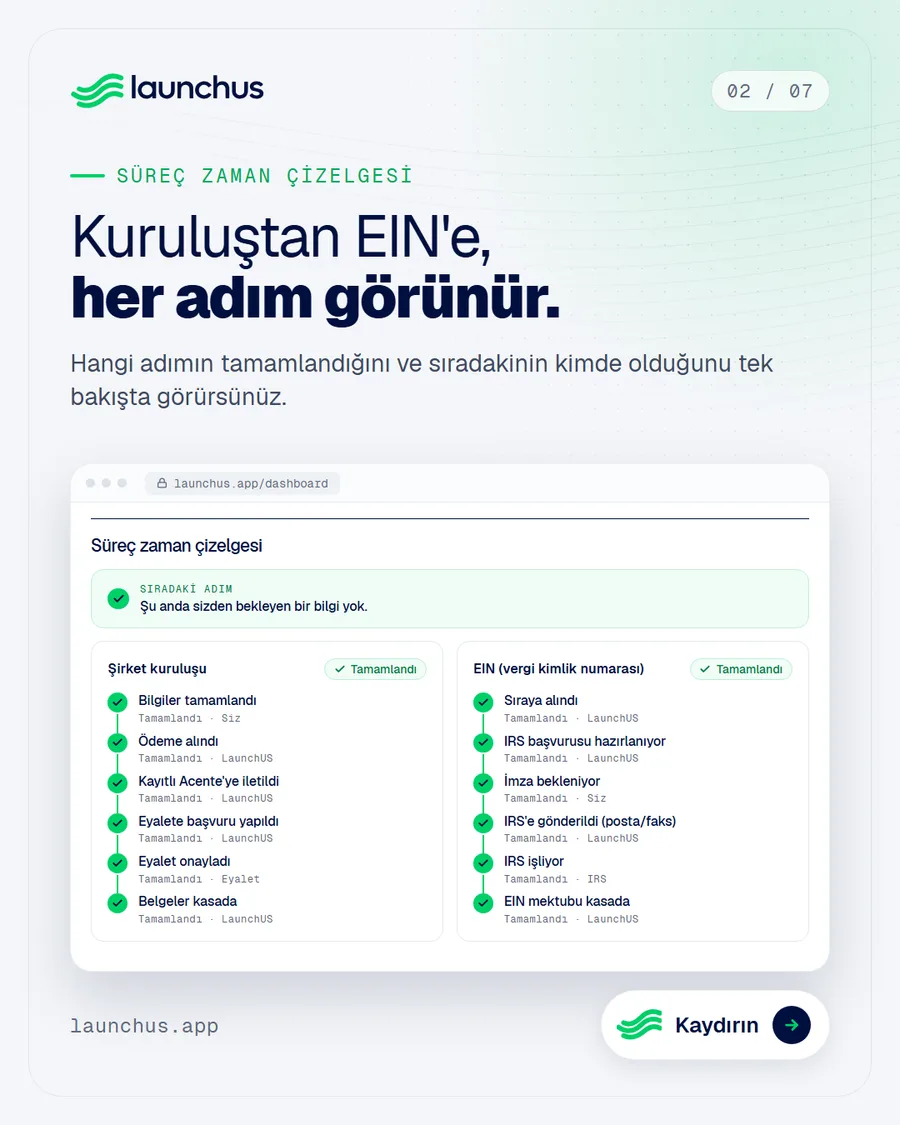 launchus
02 / 07
SÜREÇ ZAMAN ÇİZELGESİ
Kuruluştan EIN'e,
her adım görünür.
Hangi adımın tamamlandığını ve sıradakinin kimde olduğunu tek
bakışta görürsünüz.
launchus.app/dashboard
Süreç zaman çizelgesi
SIRADAKİ ADIM
Şu anda sizden bekleyen bir bilgi yok.
Şirket kuruluşu
Tamamlandı
Bilgiler tamamlandı
Tamamlandı · Siz
Ödeme alındı
Tamamlandı · LaunchUS
Kayıtlı Acente'ye iletildi
Tamamlandı · LaunchUS
Eyalete başvuru yapıldı
Tamamlandı · LaunchUS
Eyalet onayladı
Tamamlandı · Eyalet
Belgeler kasada
Tamamlandı · LaunchUS
EIN (vergi kimlik numarası)
Tamamlandı
Sıraya alındı
Tamamlandı · LaunchUS
IRS başvurusu hazırlanıyor
Tamamlandı · LaunchUS
İmza bekleniyor
Tamamlandı · Siz
IRS'e gönderildi (posta/faks)
Tamamlandı · LaunchUS
IRS işliyor
Tamamlandı · IRS
EIN mektubu kasada
Tamamlandı · LaunchUS
launchus.app
Kaydırın